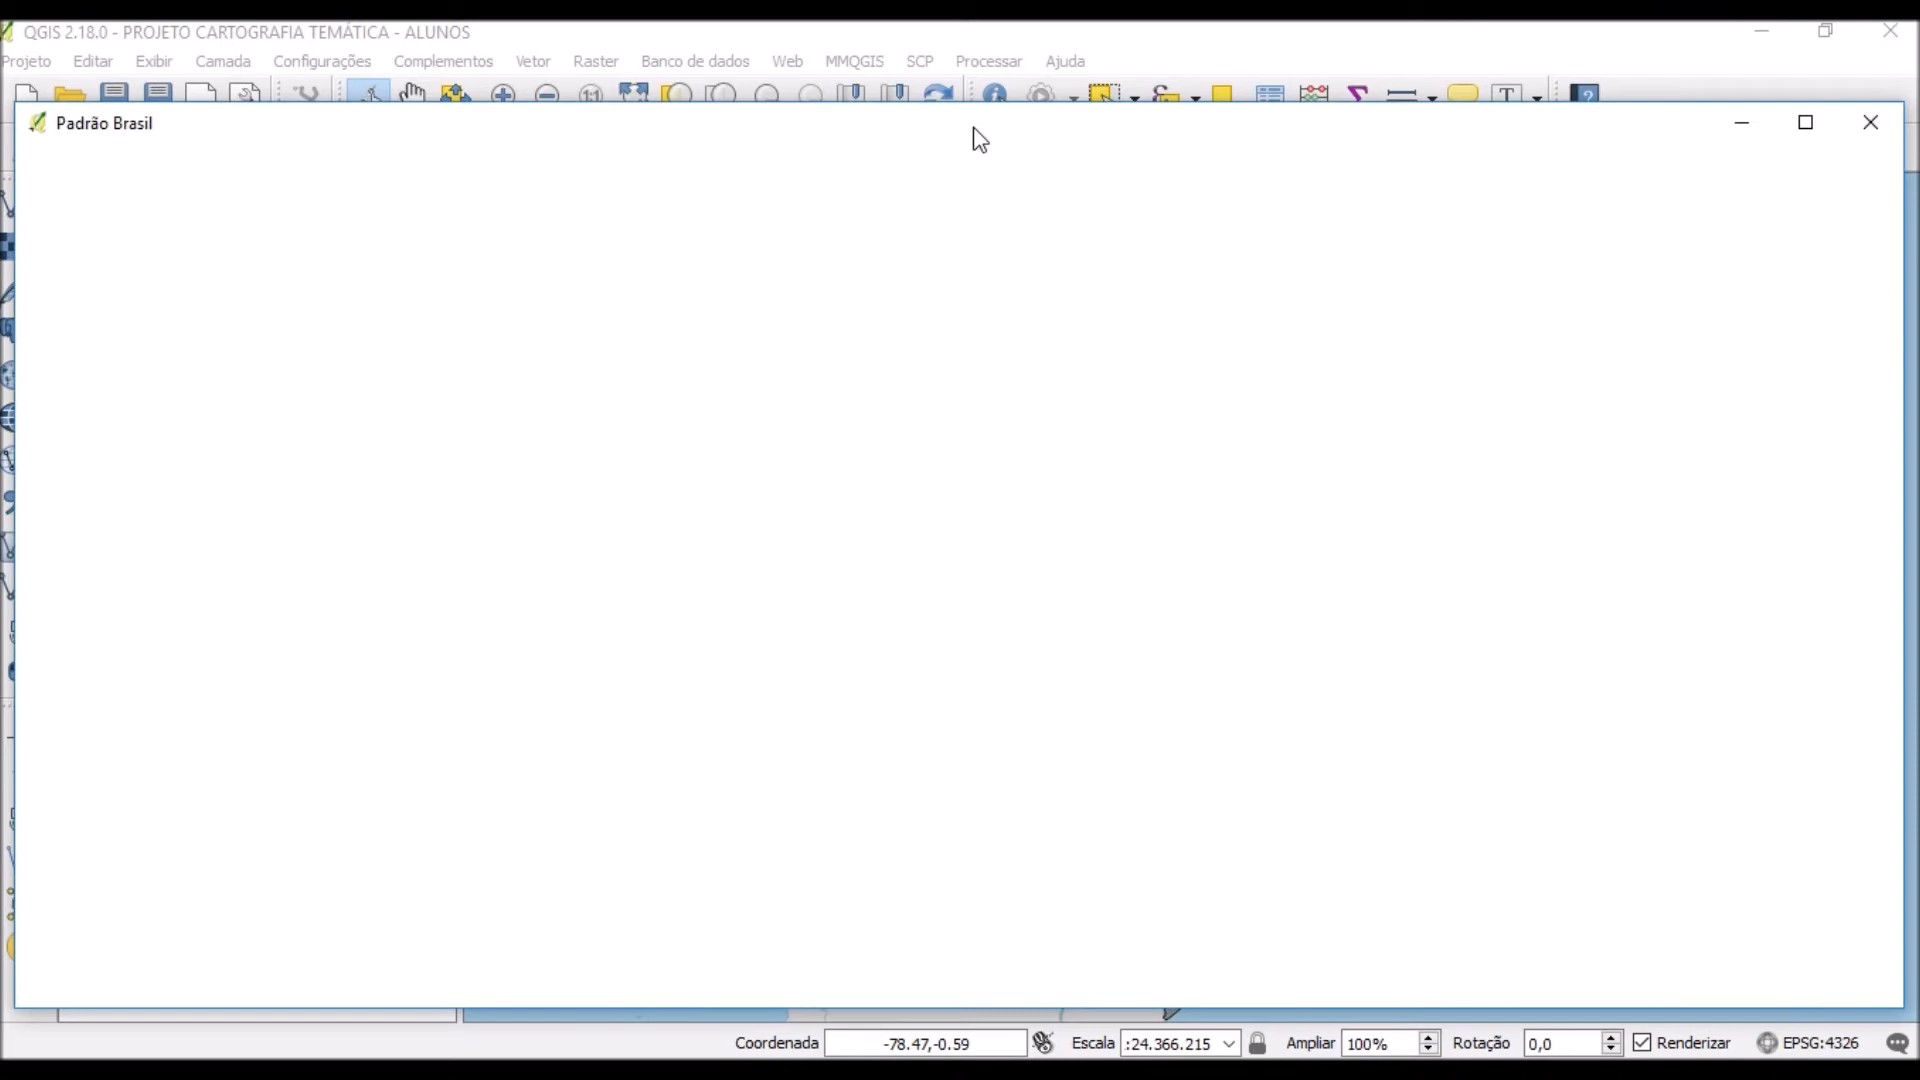 QGIS 2.18.0 - PROJETO CARTOGRAFIA TEMÁTICA - ALUNOS
Projeto Editar Exibir Camada Configurações Complementos Vetor Raster Banco de dados Web MMQGIS SCP Processar Ajuda
Padrão Brasil
Coordenada -78.47,-0.59 Escala :24.366.215 Ampliar 100% Rotação 0,0 Renderizar EPSG:4326